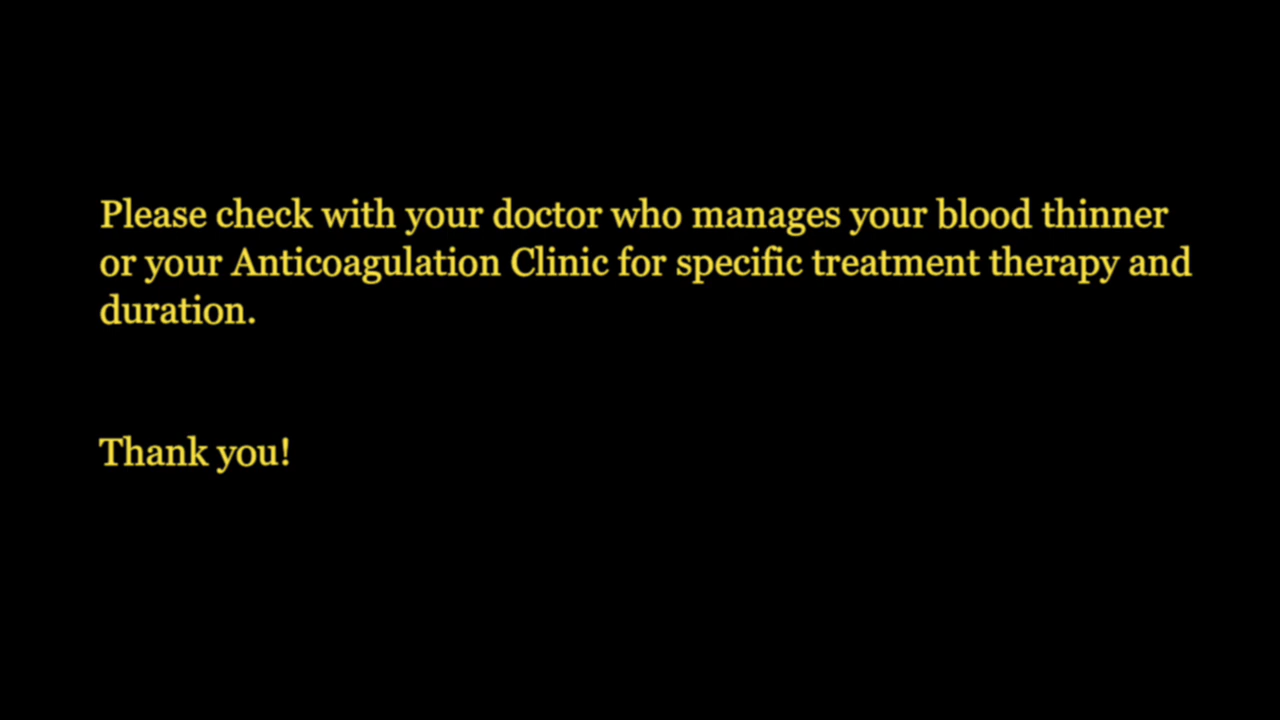 Please check with your doctor who manages your blood thinner
or your Anticoagulation Clinic for specific treatment therapy and
duration.
Thank you!